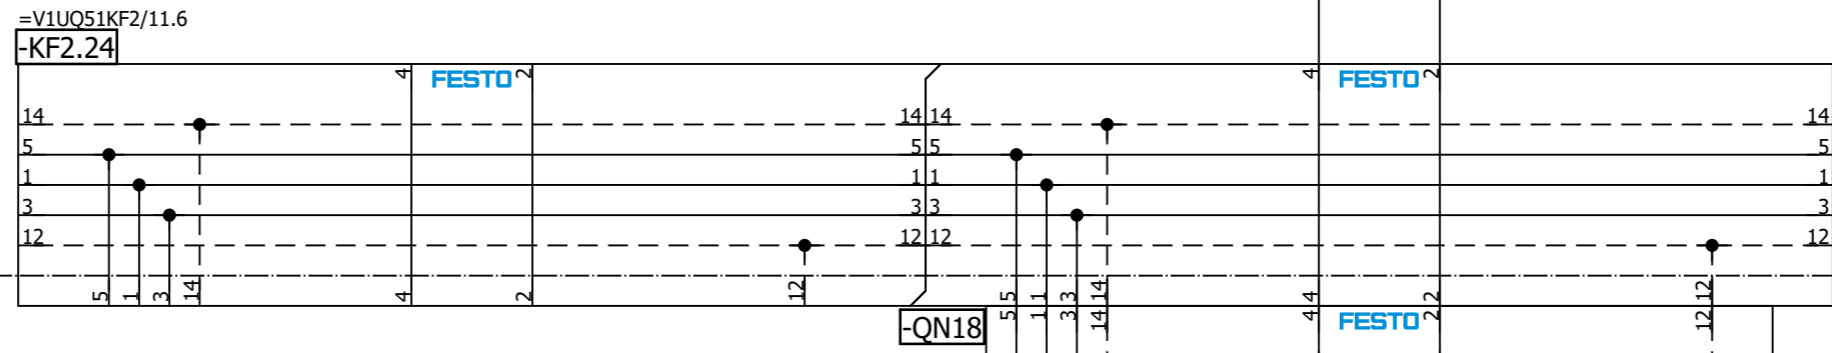 =V1UQ51KF2/11.6
-KF2.24
4 FESTO 2 4 FESTO 2
14 14 14 14
5 5 5 5
1 1 1 1
3 3 3 3
12 12 12 12
5 1 3 14 4 2 12 5 1 3 14 4 2 12
-QN18 5 1 3 14 4 FESTO 2 12